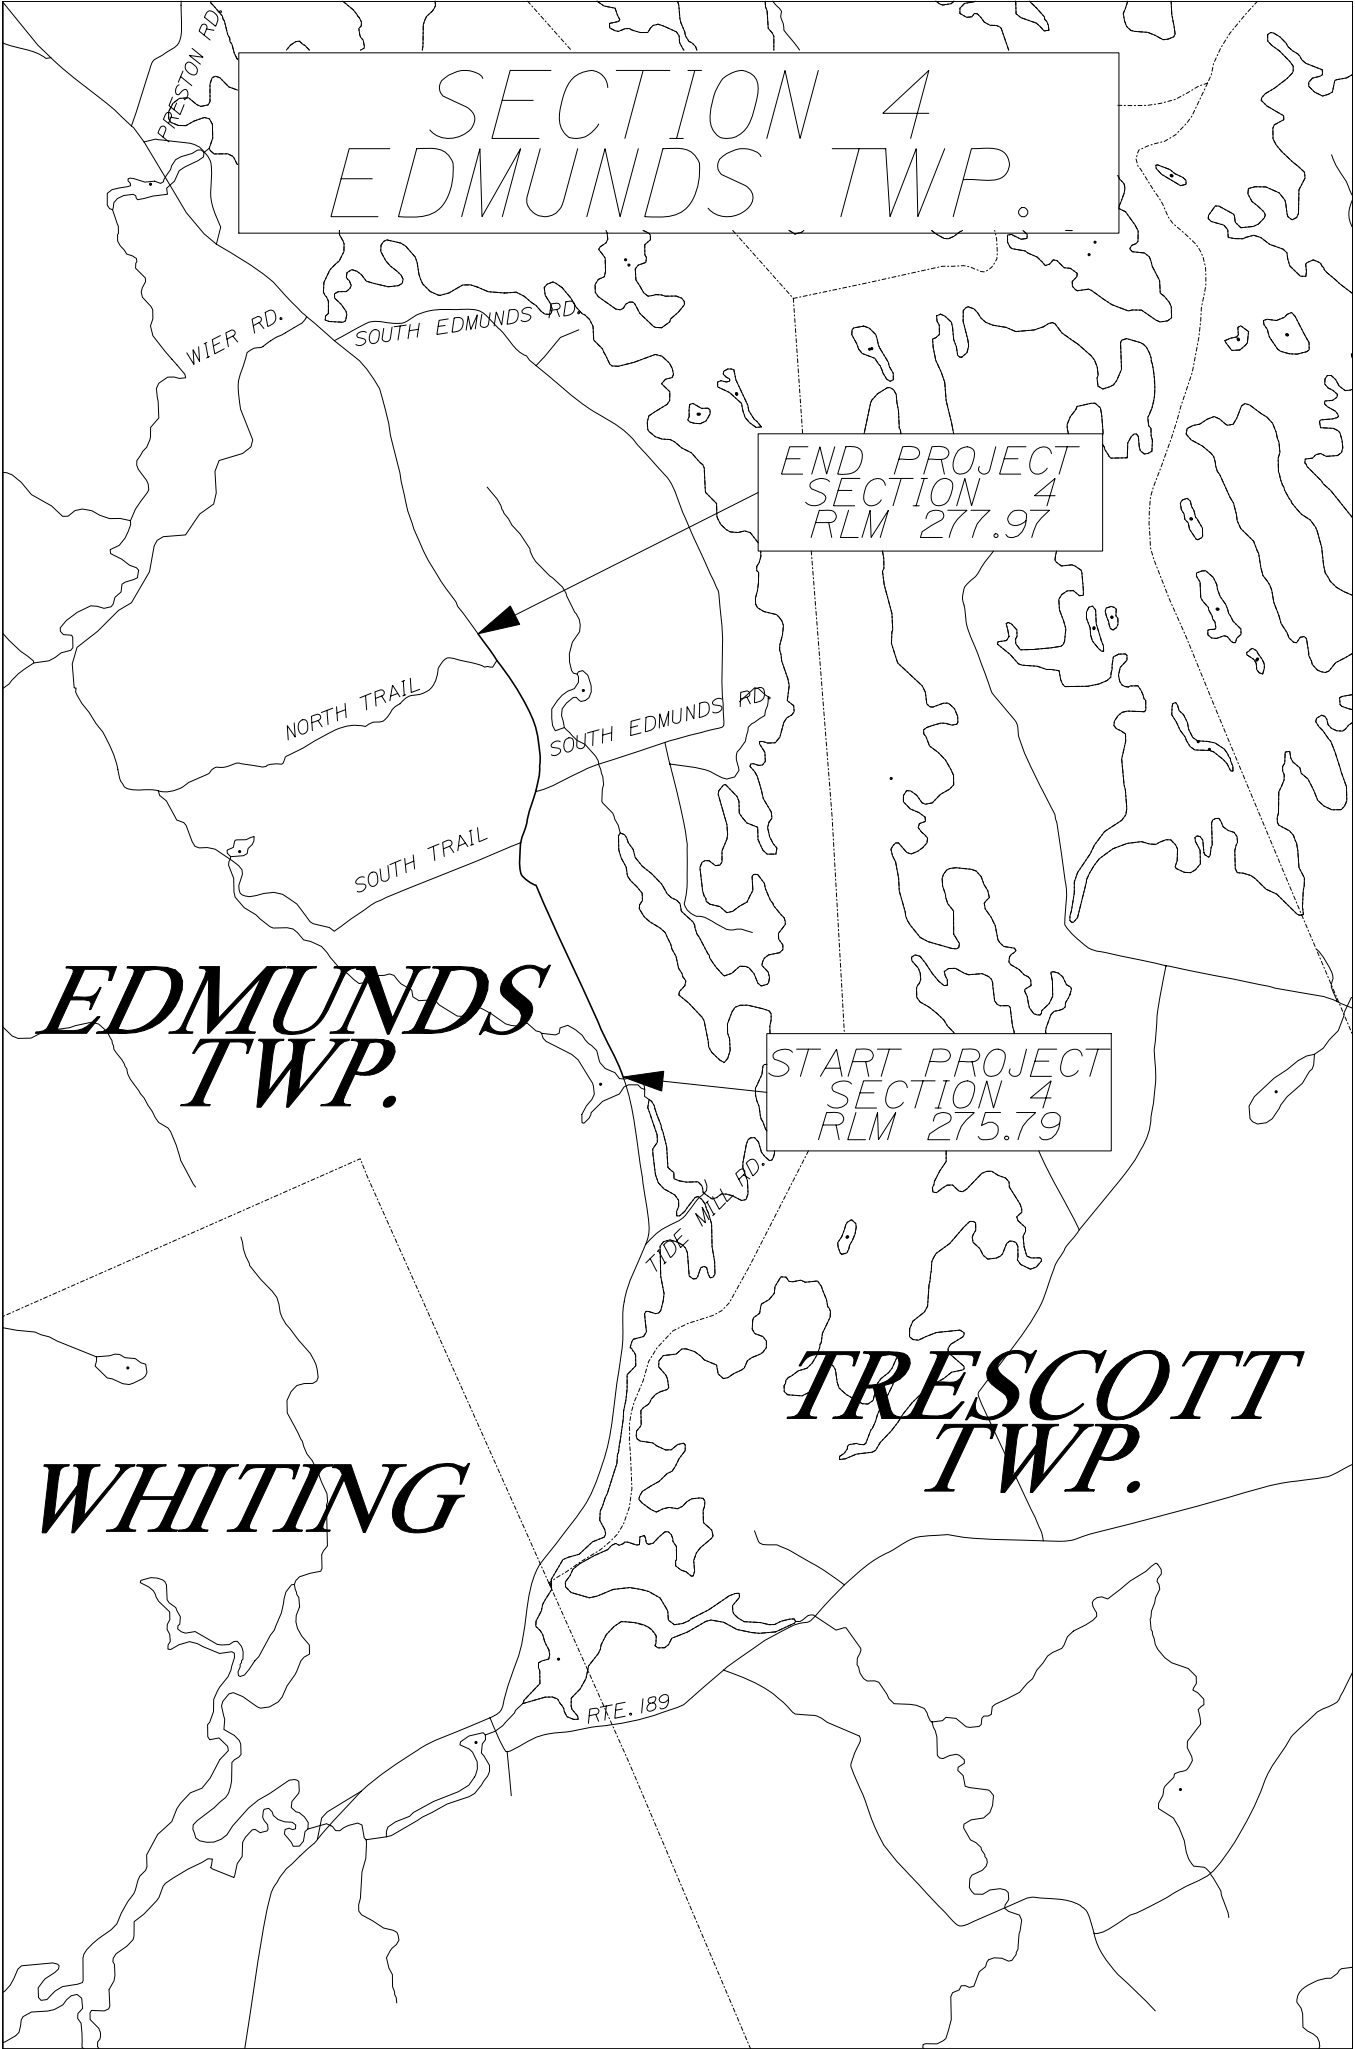 PRESTON RD.
SECTION 4
EDMUNDS TWP.
WIER RD.
SOUTH EDMUNDS RD.
END PROJECT
SECTION 4
RLM 277.97
NORTH TRAIL
SOUTH EDMUNDS RD.
SOUTH TRAIL
EDMUNDS
TWP.
START PROJECT
SECTION 4
RLM 275.79
TIDE MILL RD.
TRESCOTT
TWP.
WHITING
RTE. 189